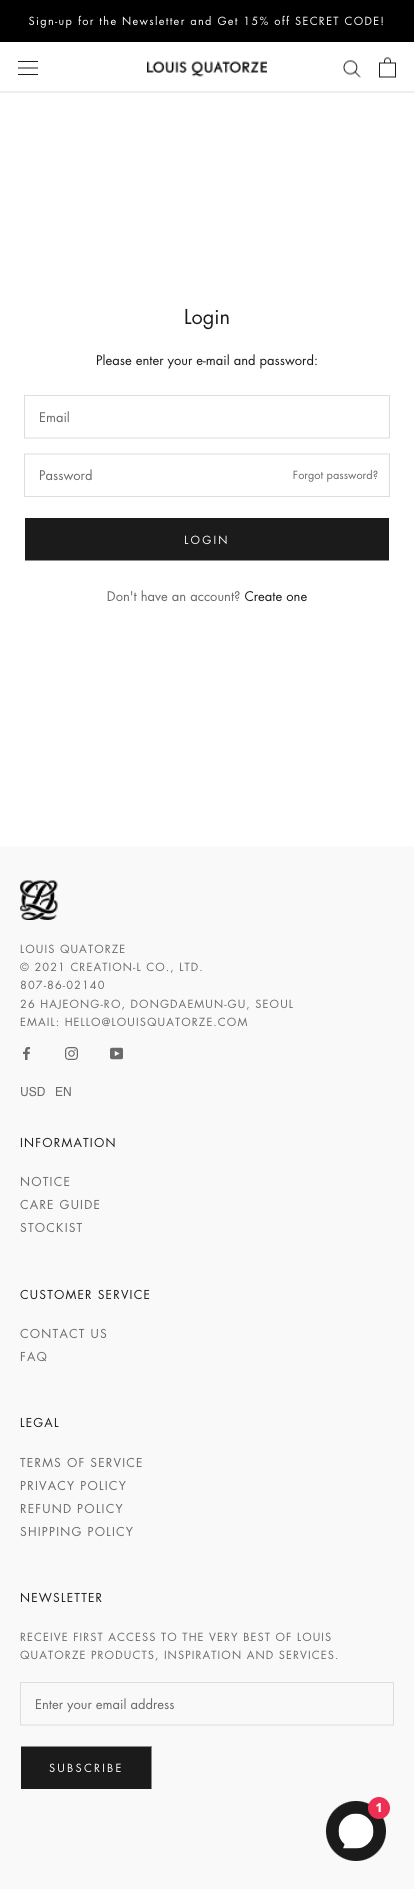 Sign-up for the Newsletter and Get 15% off SECRET CODE!
LOUIS QUATORZE
Login
Please enter your e-mail and password:
Email
Password Forgot password?
LOGIN
Don't have an account? Create one
LOUIS QUATORZE
© 2021 CREATION-L CO., LTD.
807-86-02140
26 HAJEONG-RO, DONGDAEMUN-GU, SEOUL
EMAIL: HELLO@LOUISQUATORZE.COM
USD EN
INFORMATION
NOTICE
CARE GUIDE
STOCKIST
CUSTOMER SERVICE
CONTACT US
FAQ
LEGAL
TERMS OF SERVICE
PRIVACY POLICY
REFUND POLICY
SHIPPING POLICY
NEWSLETTER
RECEIVE FIRST ACCESS TO THE VERY BEST OF LOUIS
QUATORZE PRODUCTS, INSPIRATION AND SERVICES.
Enter your email address
SUBSCRIBE
1